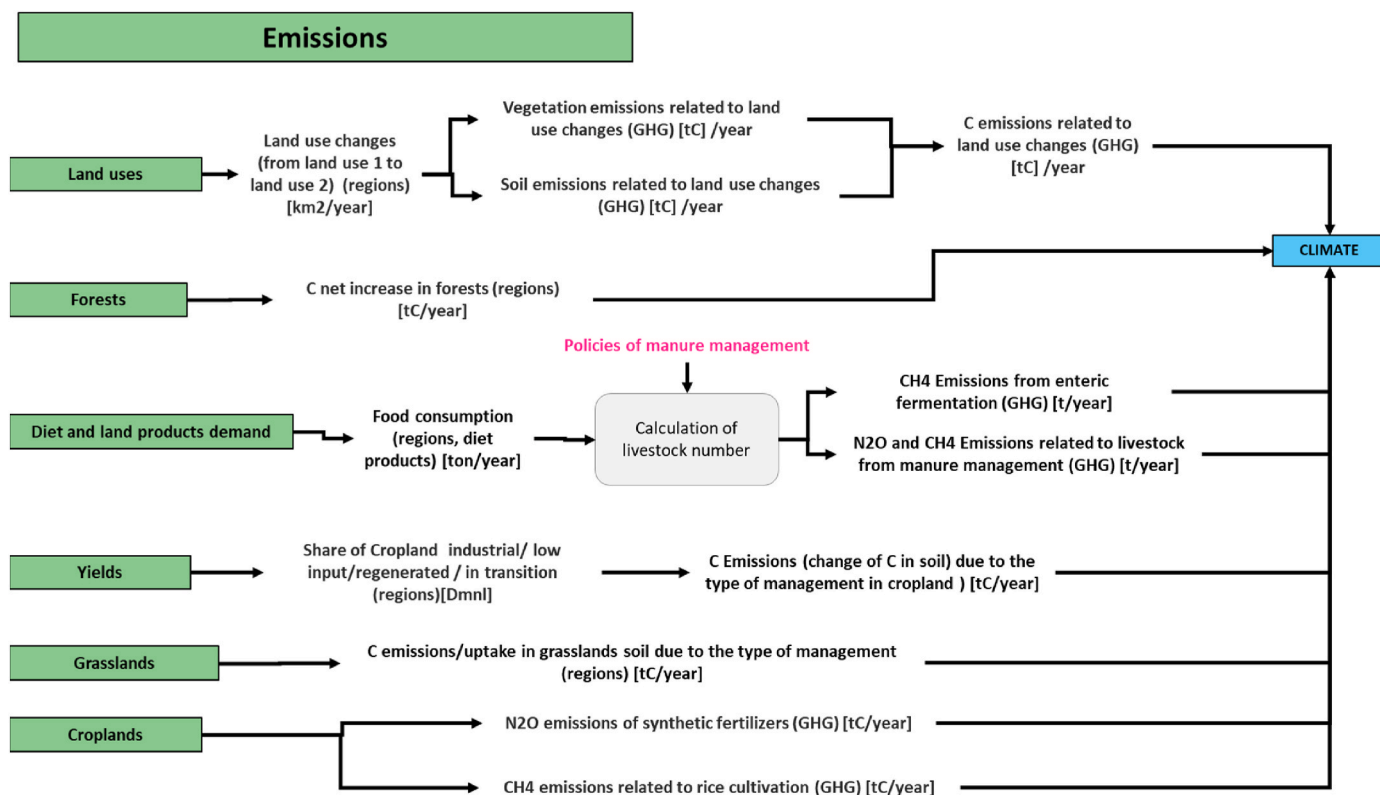 Emissions
Vegetation emissions related to land
use changes (GHG) [tC] /year
Land use changes
(from land use 1 to
land use 2)  (regions)
[km2/year]
C emissions related to
land use changes (GHG)
[tC] /year
Land uses
Soil emissions related to land use changes
(GHG) [tC] /year
CLIMATE
Forests
C net increase in forests (regions)
[tC/year]
Policies of manure management
Diet and land products demand
Food consumption
(regions, diet
products) [ton/year]
Calculation of
livestock number
CH4 Emissions from enteric
fermentation (GHG) [t/year]
N2O and CH4 Emissions related to livestock
from manure management (GHG) [t/year]
Yields
Share of Cropland  industrial/ low
input/regenerated / in transition
(regions)[Dmnl]
C Emissions (change of C in soil) due to the
type of management in cropland ) [tC/year]
Grasslands
C emissions/uptake in grasslands soil due to the type of management
(regions) [tC/year]
Croplands
N2O emissions of synthetic fertilizers (GHG) [tC/year]
CH4 emissions related to rice cultivation (GHG) [tC/year]